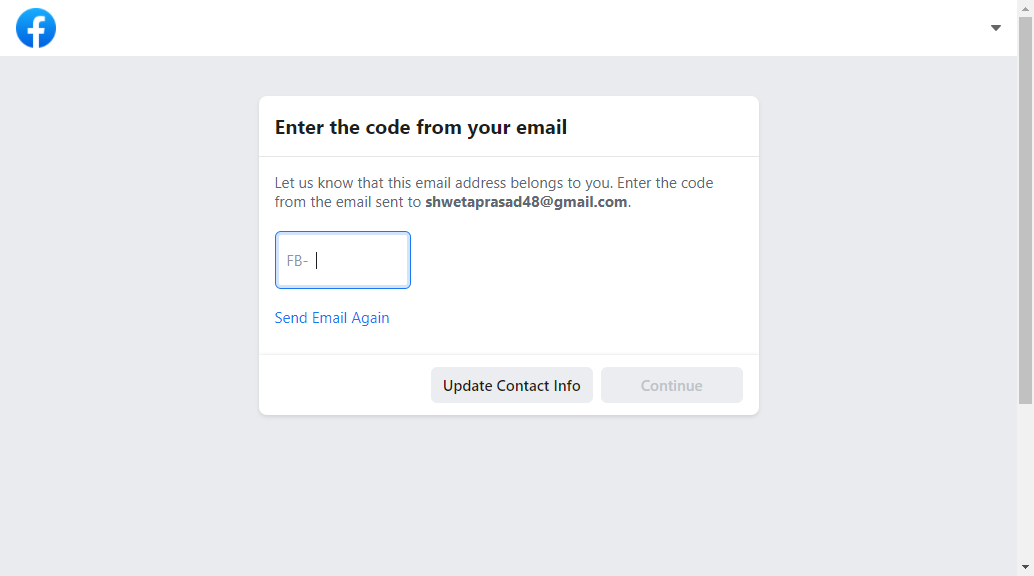 Enter the code from your email
Let us know that this email address belongs to you. Enter the code
from the email sent to shwetaprasad48@gmail.com.
FB-
Send Email Again
Update Contact Info
Continue